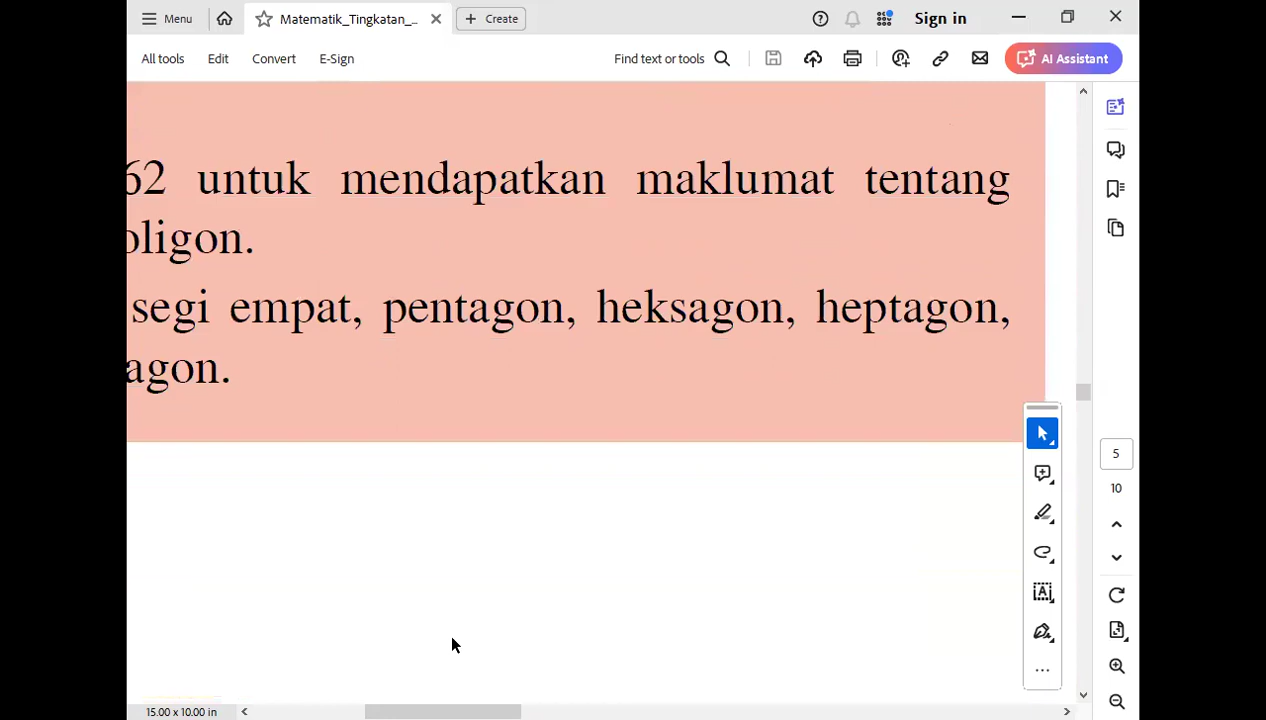 Menu
Matematik_Tingkatan_...
Create
Sign in
All tools
Edit
Convert
E-Sign
Find text or tools
AI Assistant
62 untuk mendapatkan maklumat tentang
oligon.
segi empat, pentagon, heksagon, heptagon,
agon.
5
10
15.00 x 10.00 in